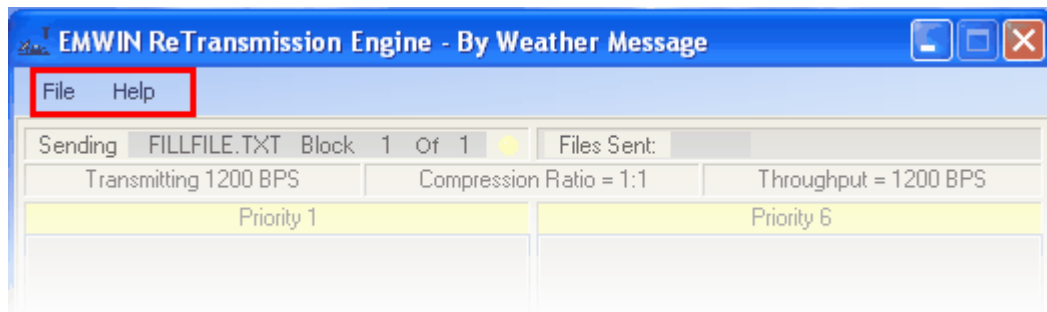 EMWIN ReTransmission Engine - By Weather Message
File Help
Sending FILLFILE.TXT Block 1 Of 1 Files Sent:
Transmitting 1200 BPS Compression Ratio = 1:1 Throughput = 1200 BPS
Priority 1 Priority 6